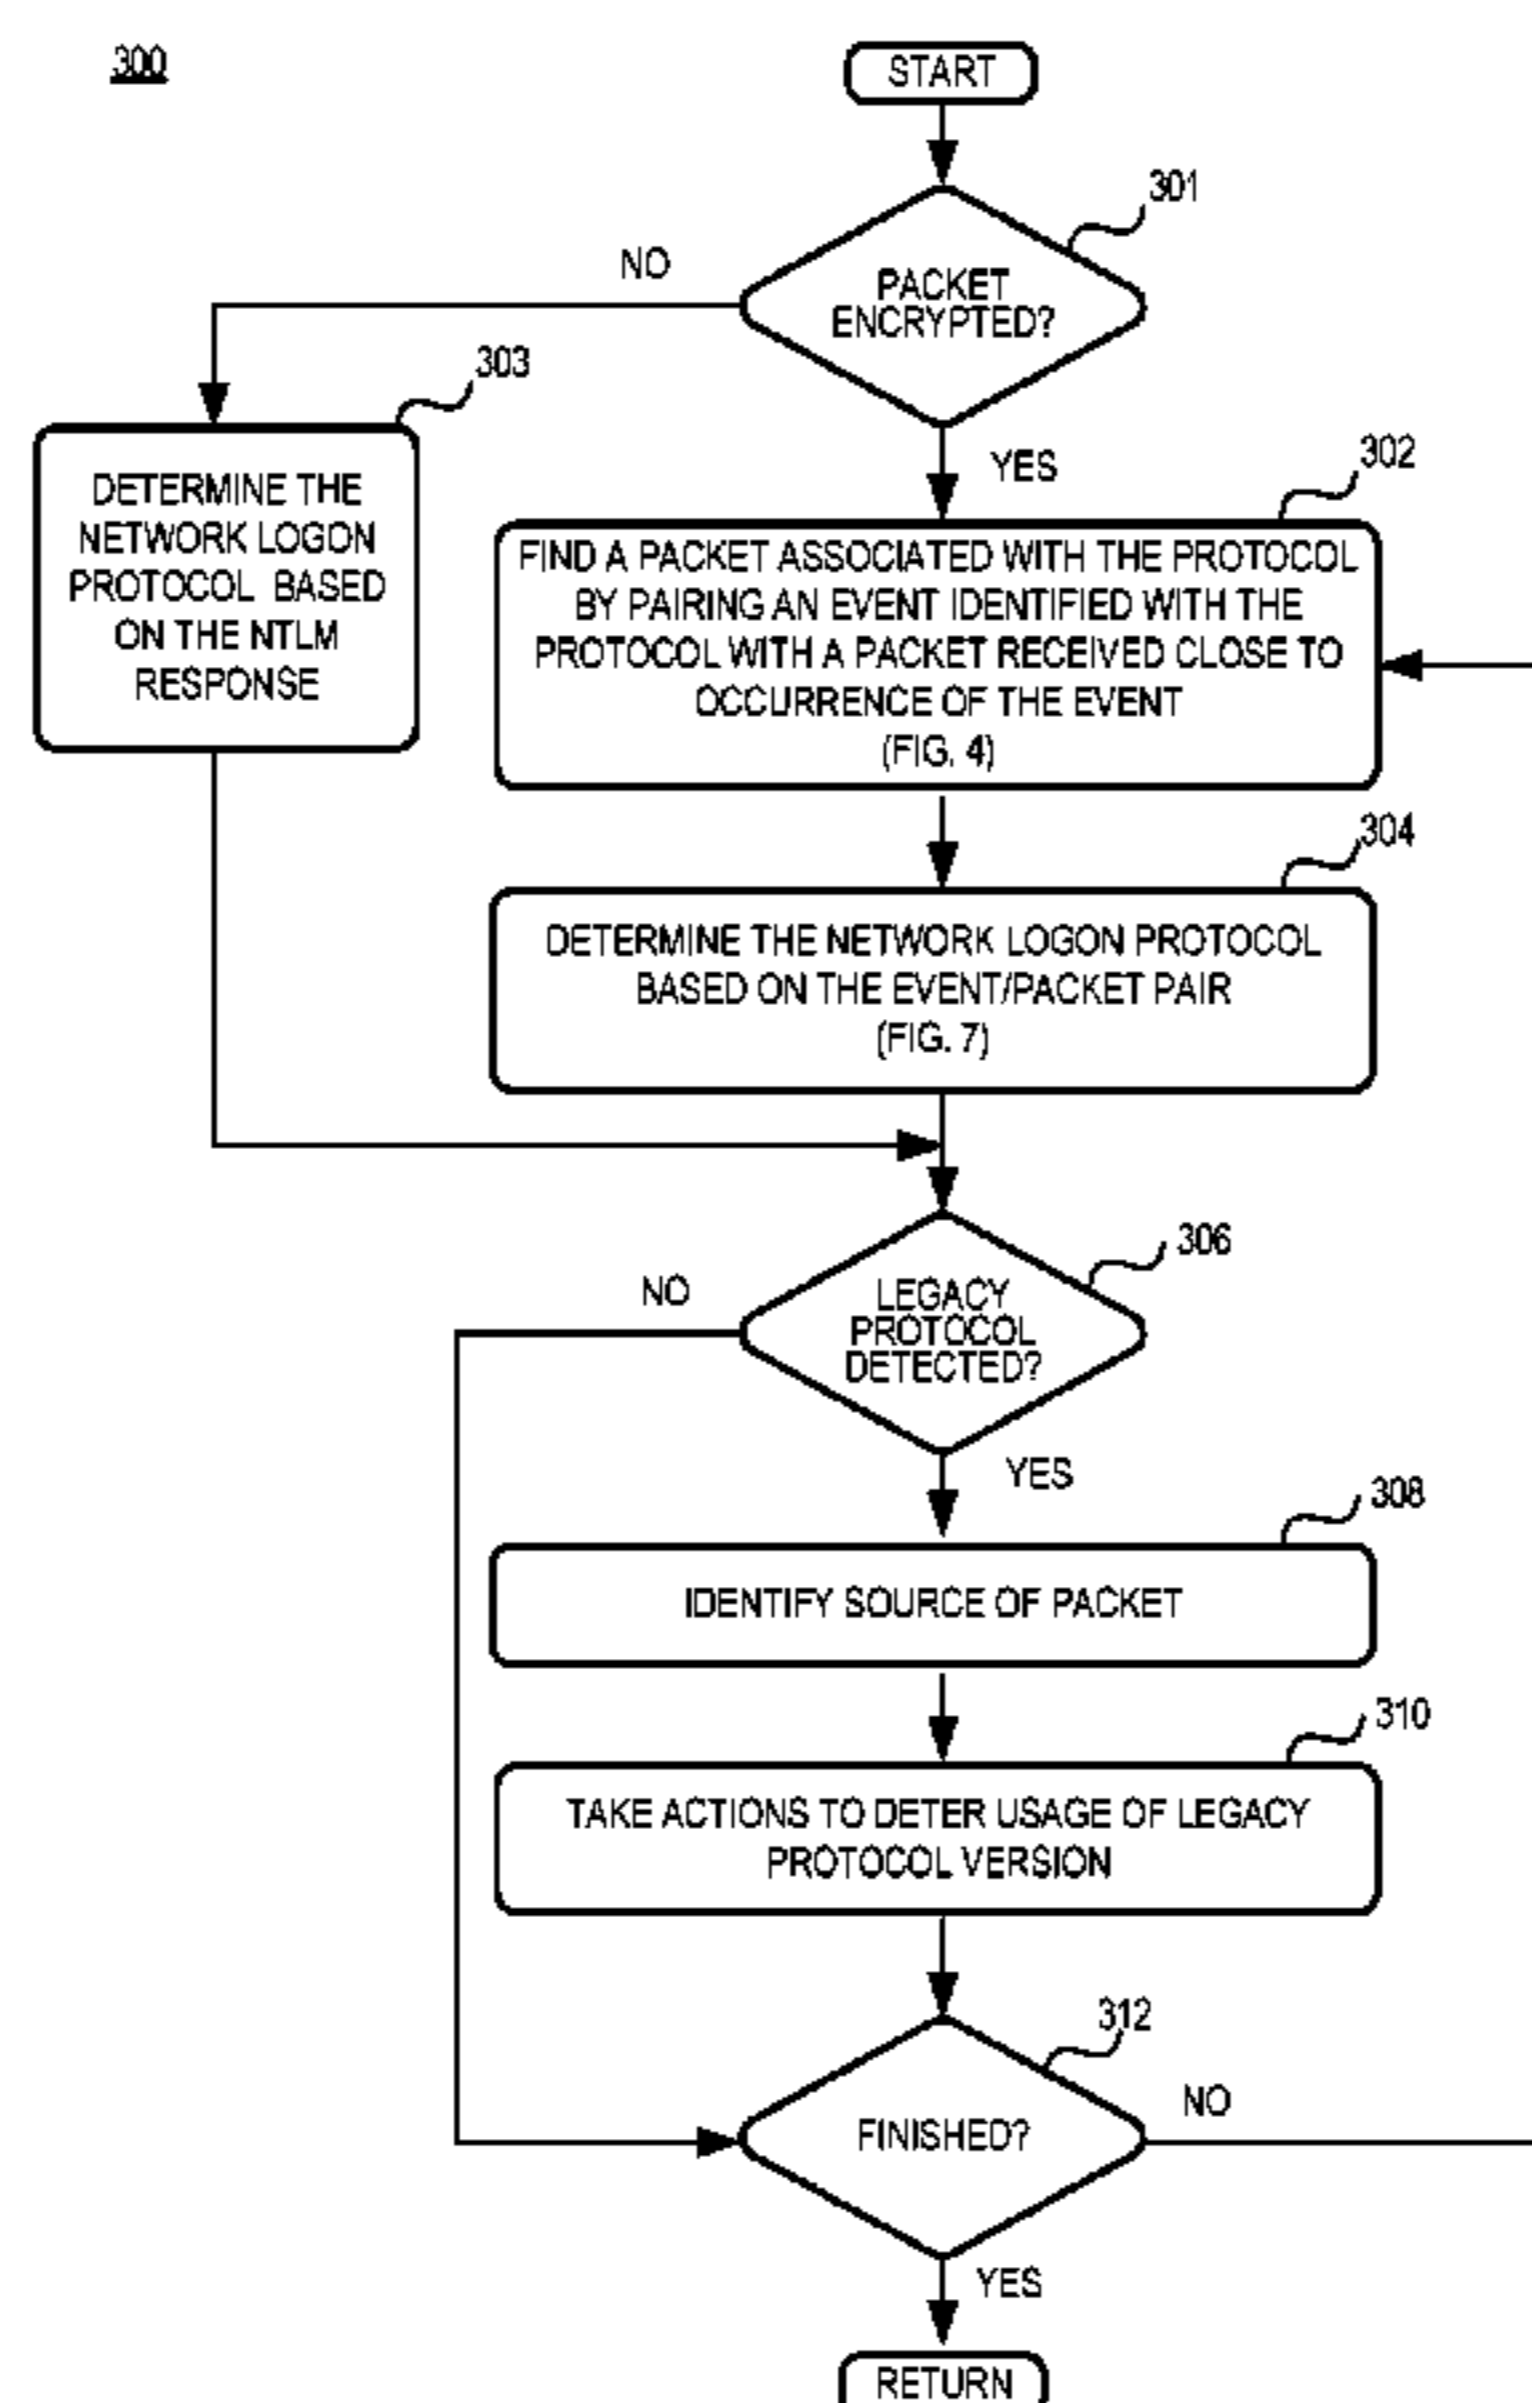 300
START
301
PACKET
ENCRYPTED?
NO
YES
303
DETERMINE THE
NETWORK LOGON
PROTOCOL BASED
ON THE NTLM
RESPONSE
302
FIND A PACKET ASSOCIATED WITH THE PROTOCOL
BY PAIRING AN EVENT IDENTIFIED WITH THE
PROTOCOL WITH A PACKET RECEIVED CLOSE TO
OCCURRENCE OF THE EVENT
(FIG. 4)
304
DETERMINE THE NETWORK LOGON PROTOCOL
BASED ON THE EVENT/PACKET PAIR
(FIG. 7)
306
LEGACY
PROTOCOL
DETECTED?
NO
YES
308
IDENTIFY SOURCE OF PACKET
310
TAKE ACTIONS TO DETER USAGE OF LEGACY
PROTOCOL VERSION
312
FINISHED?
NO
YES
RETURN